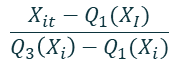 X_{it} − Q_1(X_I)
Q_3(X_i) − Q_1(X_i)